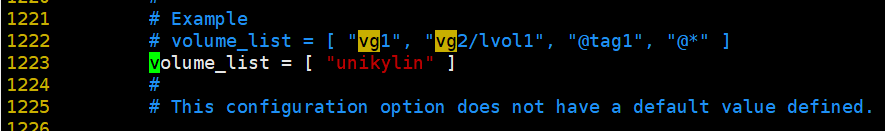 1221 # Example
1222 # volume_list = [ "vg1", "vg2/lvol1", "@tag1", "@*" ]
1223 volume_list = [ "unikylin" ]
1224 #
1225 # This configuration option does not have a default value defined.
1226